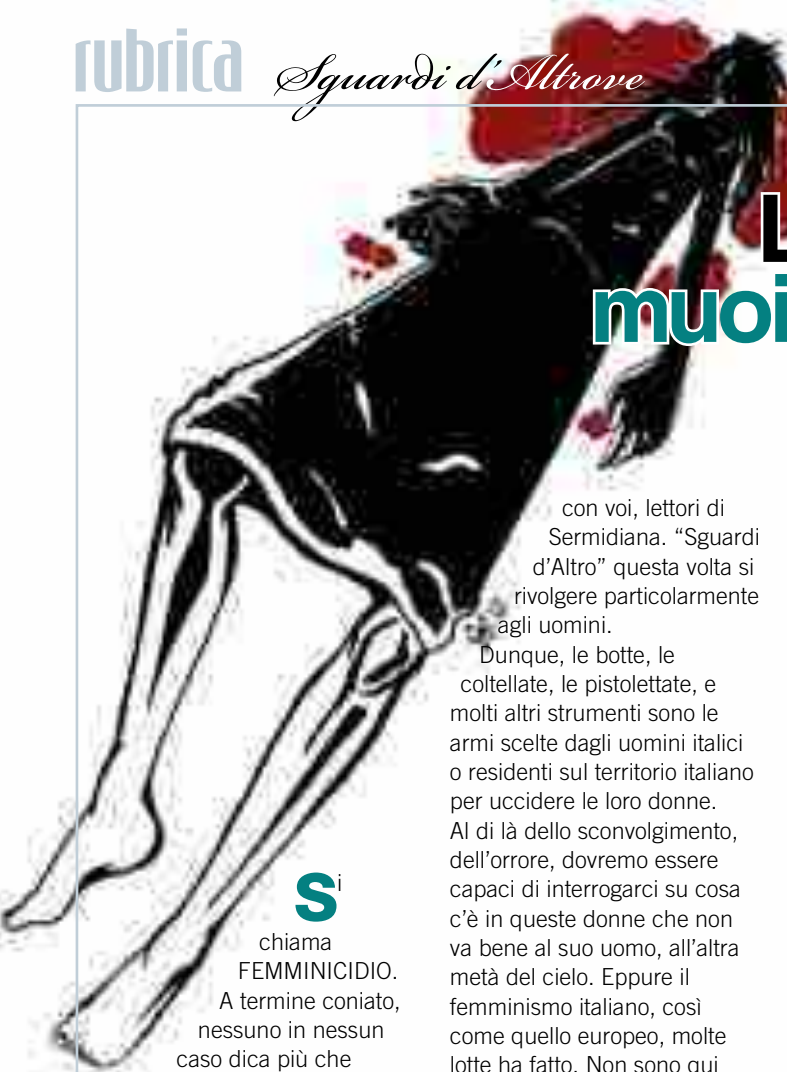 rubrica Sguardi d'Altrove
L
muoi
Si
chiama
FEMMINICIDIO.
A termine coniato,
nessuno in nessun
caso dica più che
con voi, lettori di
Sermidiana. “Sguardi
d’Altro” questa volta si
rivolgere particolarmente
agli uomini.
Dunque, le botte, le
coltellate, le pistolettate, e
molti altri strumenti sono le
armi scelte dagli uomini italici
o residenti sul territorio italiano
per uccidere le loro donne.
Al di là dello sconvolgimento,
dell’orrore, dovremo essere
capaci di interrogarci su cosa
c’è in queste donne che non
va bene al suo uomo, all’altra
metà del cielo. Eppure il
femminismo italiano, così
come quello europeo, molte
lotte ha fatto. Non sono qui